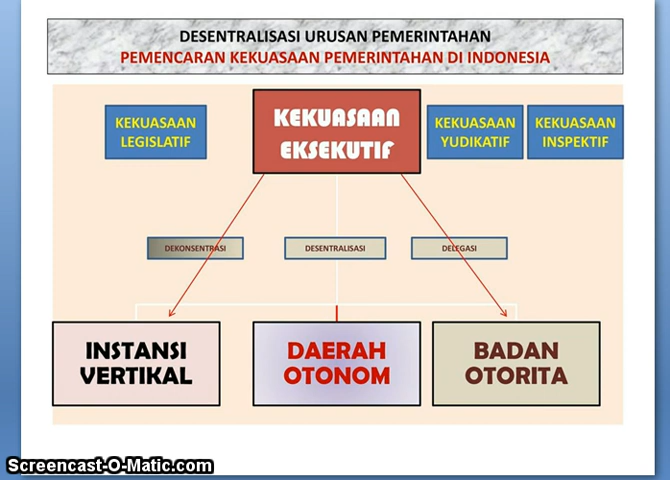 DESENTRALISASI URUSAN PEMERINTAHAN
PEMENCARAN KEKUASAAN PEMERINTAHAN DI INDONESIA
KEKUASAAN
LEGISLATIF
KEKUASAAN
EKSEKUTIF
KEKUASAAN
YUDIKATIF
KEKUASAAN
INSPEKTIF
DEKONSENTRASI
DESENTRALISASI
DELEGASI
INSTANSI
VERTIKAL
DAERAH
OTONOM
BADAN
OTORITA
Screencast-O-Matic.com